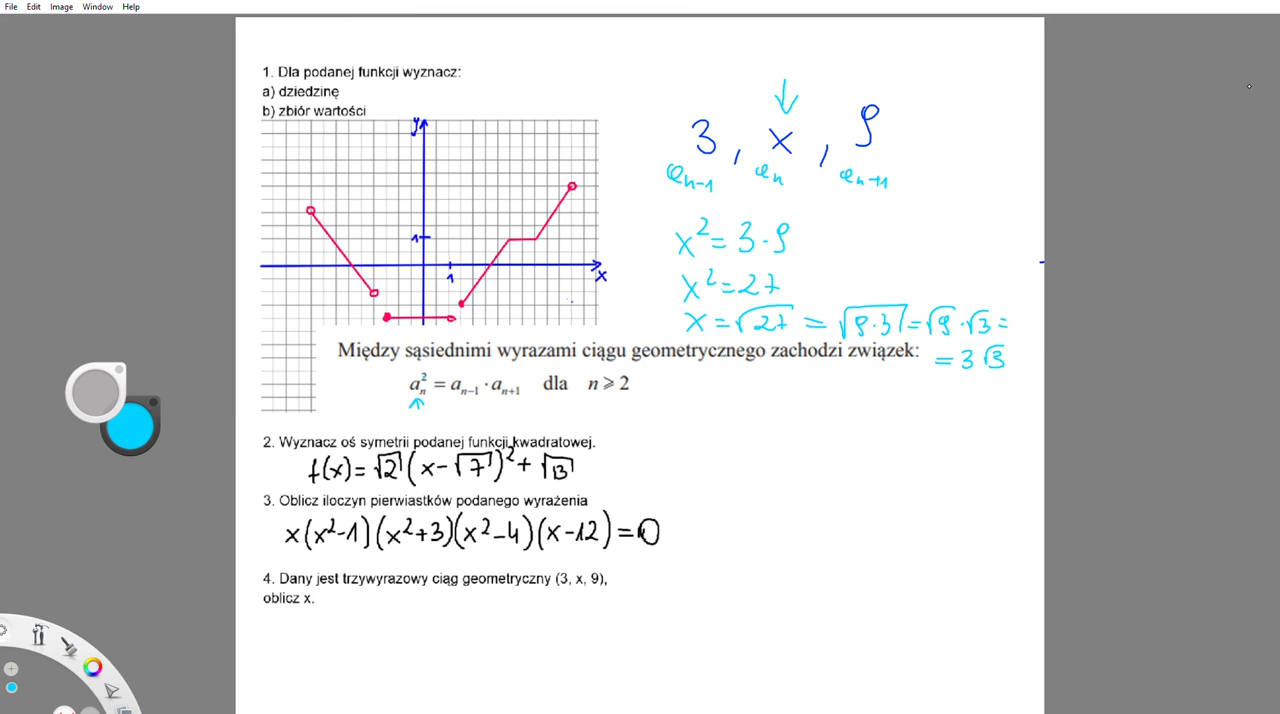 File Edit Image Window Help
1. Dla podanej funkcji wyznacz:
a) dziedzinę
b) zbiór wartości
y
1
1
x
3, x, 9
aₙ₋₁ aₙ aₙ₊₁
x² = 3·9
x² = 27
x = √27 = √9·3 = √9·√3 =
= 3√3
Między sąsiednimi wyrazami ciągu geometrycznego zachodzi związek:
aₙ² = aₙ₋₁ · aₙ₊₁ dla n ⩾ 2
2. Wyznacz oś symetrii podanej funkcji kwadratowej.
f(x) = √2 (x − √7)² + √13
3. Oblicz iloczyn pierwiastków podanego wyrażenia
x(x²−1)(x²+3)(x²−4)(x−12)=0
4. Dany jest trzywyrazowy ciąg geometryczny (3, x, 9),
oblicz x.